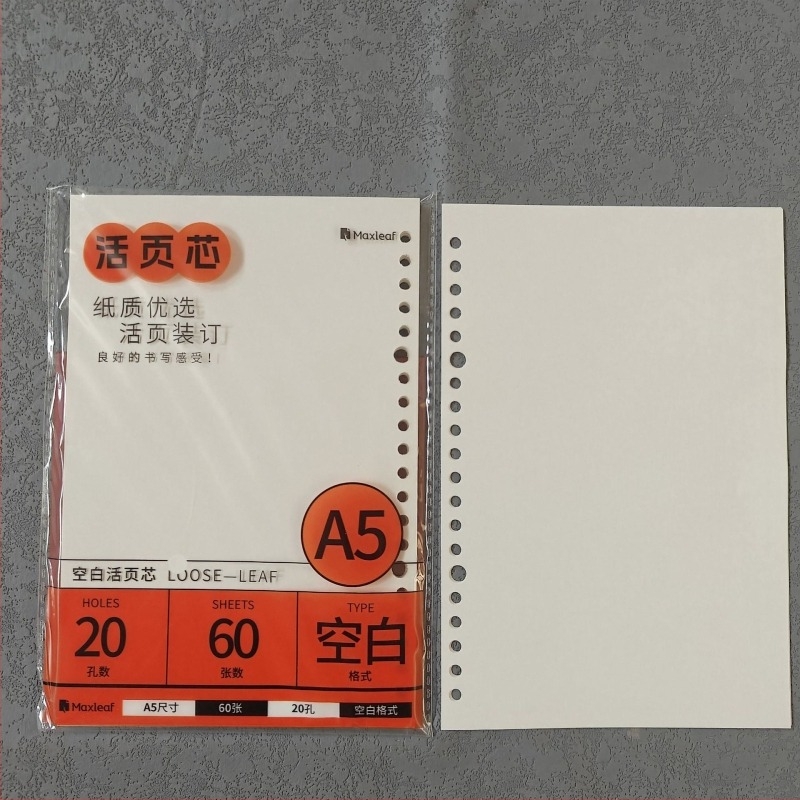 活页芯
Maxleaf
纸质优选
活页装订
良好的书写感受！
A5
空白活页芯 LOOSE—LEAF
HOLES SHEETS TYPE
20 60 空白
孔数 张数 格式
Maxleaf A5尺寸 60张 20孔 空白格式